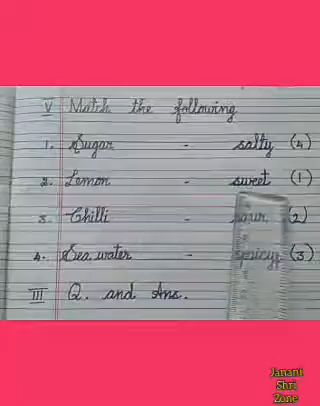 V Match the following
1. Sugar - salty (4)
2. Lemon - sweet (1)
3. Chilli - sour (2)
4. Sea water - spicy (3)
III Q. and Ans.
Janani
Shri
Zone